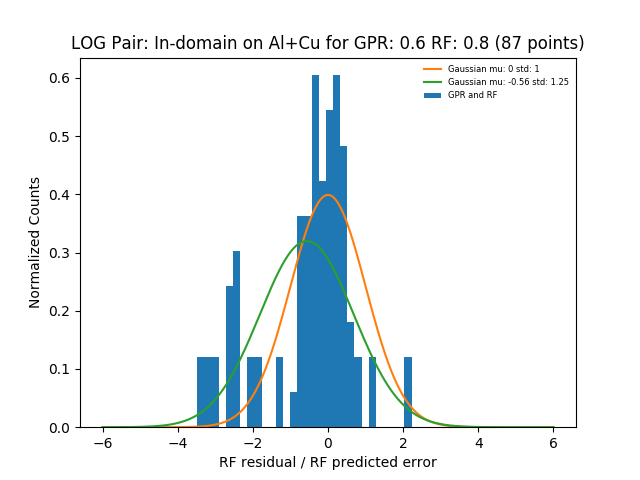 LOG Pair: In-domain on Al+Cu for GPR: 0.6 RF: 0.8 (87 points)
Gaussian mu: 0 std: 1
Gaussian mu: -0.56 std: 1.25
GPR and RF
Normalized Counts
0.6
0.5
0.4
0.3
0.2
0.1
0.0
−6
−4
−2
0
2
4
6
RF residual / RF predicted error